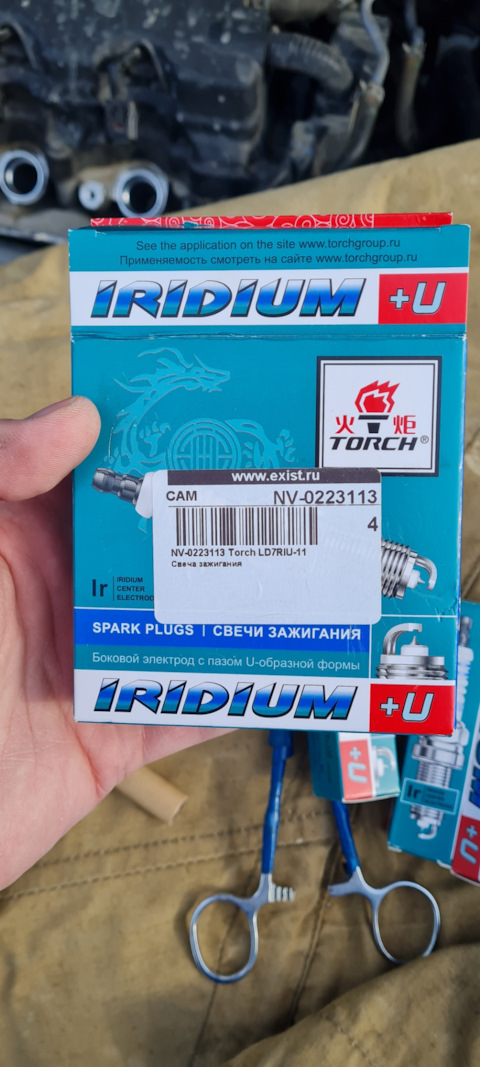 See the application on the site www.torchgroup.ru
Применяемость смотреть на сайте www.torchgroup.ru
IRIDIUM +U
火 炬
TORCH®
www.exist.ru
CAM NV-0223113
4
NV-0223113 Torch LD7RIU-11
Свеча зажигания
Ir IRIDIUM
CENTER
ELECTRO
SPARK PLUGS | СВЕЧИ ЗАЖИГАНИЯ
Боковой электрод с пазом U-образной формы
IRIDIUM +U
+U
Ir
+U